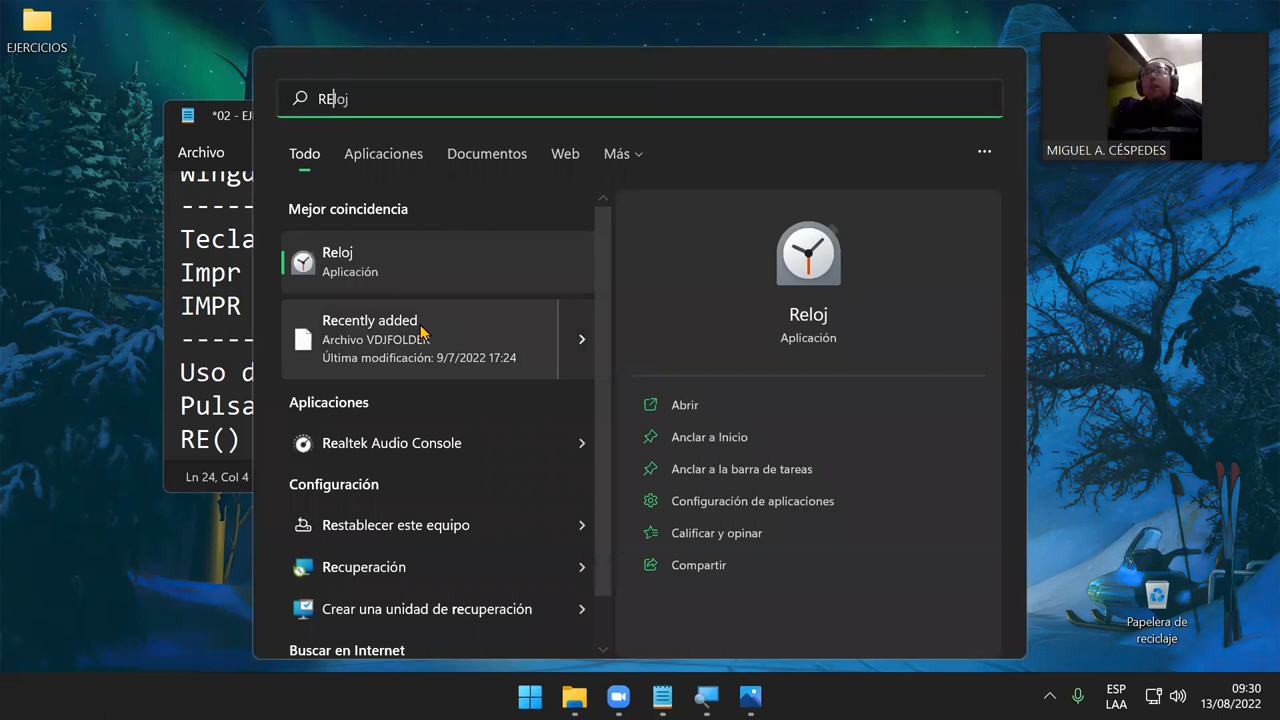 EJERCICIOS
*02 - EJ
Archivo
wingu
-----
Tecla
Impr
IMPR
-----
Uso d
Pulsa
RE()
Ln 24, Col 4
REloj
Todo
Aplicaciones
Documentos
Web
Más
Mejor coincidencia
Reloj
Aplicación
Recently added
Archivo VDJFOLDER
Última modificación: 9/7/2022 17:24
Aplicaciones
Realtek Audio Console
Configuración
Restablecer este equipo
Recuperación
Crear una unidad de recuperación
Buscar en Internet
Reloj
Aplicación
Abrir
Anclar a Inicio
Anclar a la barra de tareas
Configuración de aplicaciones
Calificar y opinar
Compartir
MIGUEL A. CÉSPEDES
Papelera de
reciclaje
ESP
LAA
09:30
13/08/2022